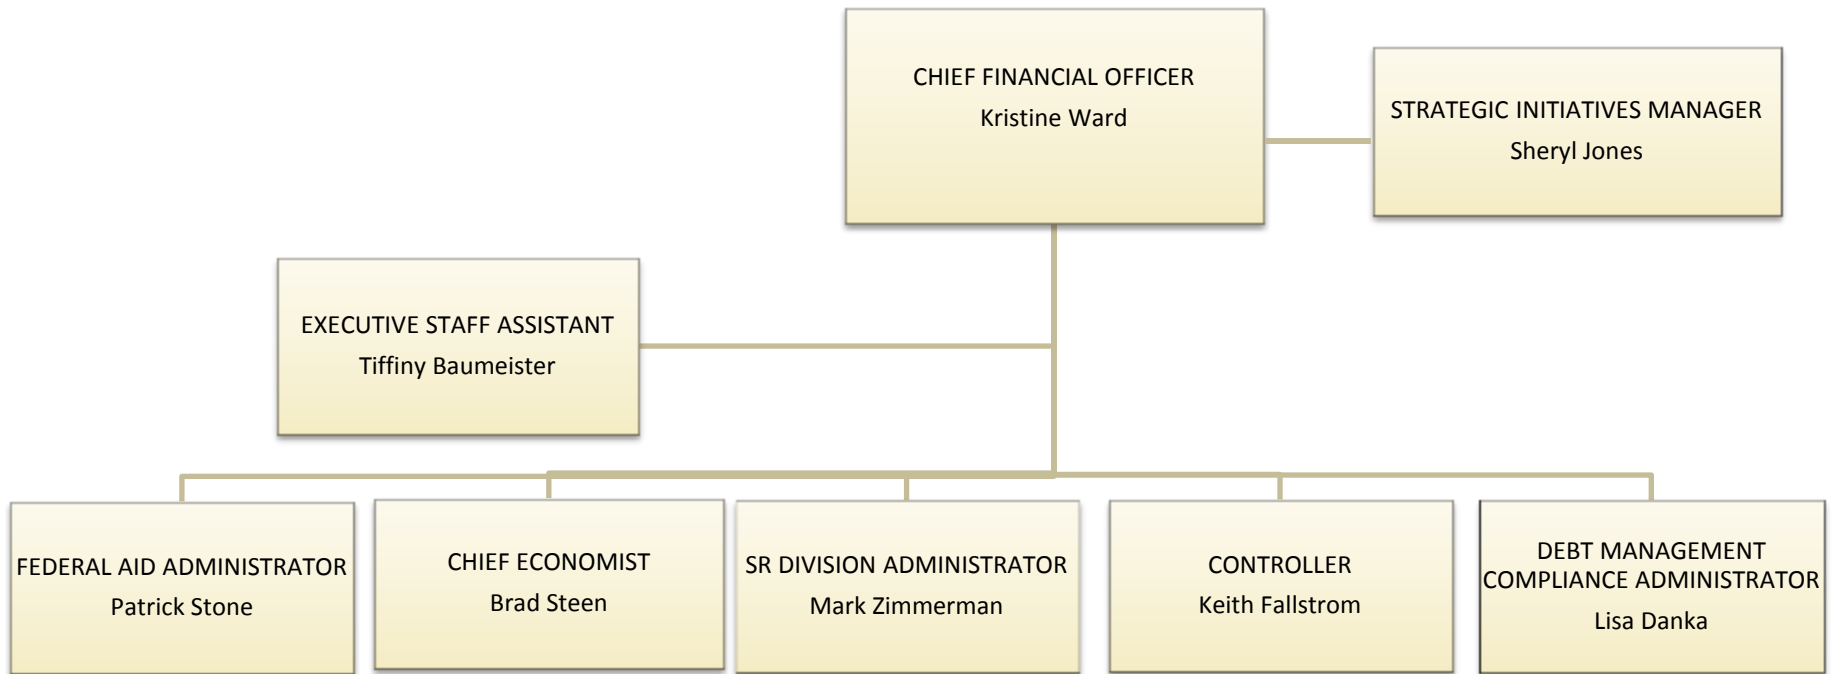 CHIEF FINANCIAL OFFICER
Kristine Ward
STRATEGIC INITIATIVES MANAGER
Sheryl Jones
EXECUTIVE STAFF ASSISTANT
Tiffiny Baumeister
FEDERAL AID ADMINISTRATOR
Patrick Stone
CHIEF ECONOMIST
Brad Steen
SR DIVISION ADMINISTRATOR
Mark Zimmerman
CONTROLLER
Keith Fallstrom
DEBT MANAGEMENT
COMPLIANCE ADMINISTRATOR
Lisa Danka